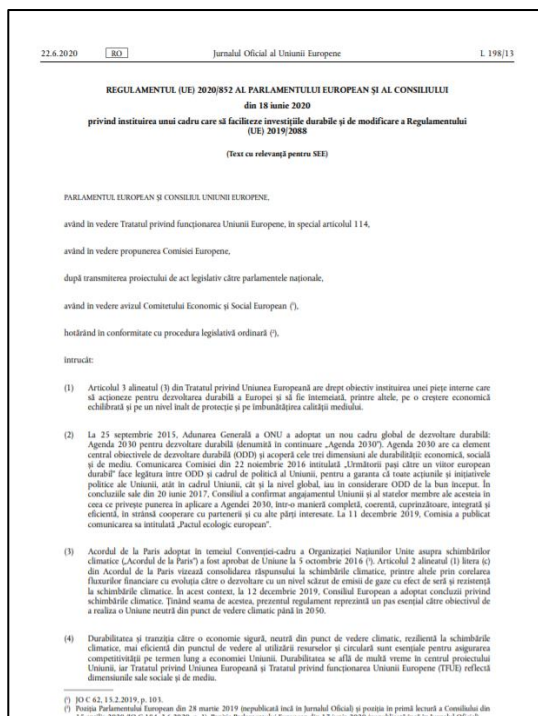 22.6.2020 RO Jurnalul Oficial al Uniunii Europene L 198/13
REGULAMENTUL (UE) 2020/852 AL PARLAMENTULUI EUROPEAN ȘI AL CONSILIULUI
din 18 iunie 2020
privind instituirea unui cadru care să faciliteze investițiile durabile și de modificare a Regulamentului
(UE) 2019/2088
(Text cu relevanță pentru SEE)
PARLAMENTUL EUROPEAN ȘI CONSILIUL UNIUNII EUROPENE,
având în vedere Tratatul privind funcționarea Uniunii Europene, în special articolul 114,
având în vedere propunerea Comisiei Europene,
după transmiterea proiectului de act legislativ către parlamentele naționale,
având în vedere avizul Comitetului Economic și Social European (¹),
hotărând în conformitate cu procedura legislativă ordinară (²),
întrucât:
(1) Articolul 3 alineatul (3) din Tratatul privind Uniunea Europeană are drept obiectiv instituirea unei piețe interne care
să acționeze pentru dezvoltarea durabilă a Europei și să fie întemeiată, printre altele, pe o creștere economică
echilibrată și pe un nivel înalt de protecție și pe îmbunătățirea calității mediului.
(2) La 25 septembrie 2015, Adunarea Generală a ONU a adoptat un nou cadru global de dezvoltare durabilă:
Agenda 2030 pentru dezvoltare durabilă (denumită în continuare „Agenda 2030”). Agenda 2030 are ca element
central obiectivele de dezvoltare durabilă (ODD) și acoperă cele trei dimensiuni ale durabilității: economică, socială
și de mediu. Comunicarea Comisiei din 22 noiembrie 2016 intitulată „Următorii pași către un viitor european
durabil” face legătura între ODD și cadrul de politică al Uniunii, pentru a garanta că toate acțiunile și inițiativele
politice ale Uniunii, atât în cadrul Uniunii, cât și la nivel global, iau în considerare ODD de la bun început. În
concluziile sale din 20 iunie 2017, Consiliul a confirmat angajamentul Uniunii și al statelor membre ale acesteia în
ceea ce privește punerea în aplicare a Agendei 2030, într-o manieră completă, coerentă, cuprinzătoare, integrată și
eficientă, în strânsă cooperare cu partenerii și cu alte părți interesate. La 11 decembrie 2019, Comisia a publicat
comunicarea sa intitulată „Pactul ecologic european”.
(3) Acordul de la Paris adoptat în temeiul Convenției-cadru a Organizației Națiunilor Unite asupra schimbărilor
climatice („Acordul de la Paris”) a fost aprobat de Uniune la 5 octombrie 2016 (³). Articolul 2 alineatul (1) litera (c)
din Acordul de la Paris vizează consolidarea răspunsului la schimbările climatice, printre altele prin corelarea
fluxurilor financiare cu evoluția către o dezvoltare cu un nivel scăzut de emisii de gaze cu efect de seră și rezistentă
la schimbările climatice. În acest context, la 12 decembrie 2019, Consiliul European a adoptat concluzii privind
schimbările climatice. Ținând seama de acestea, prezentul regulament reprezintă un pas esențial către obiectivul de
a realiza o Uniune neutră din punct de vedere climatic până în 2050.
(4) Durabilitatea și tranziția către o economie sigură, neutră din punct de vedere climatic, rezilientă la schimbările
climatice, mai eficientă din punctul de vedere al utilizării resurselor și circulară sunt esențiale pentru asigurarea
competitivității pe termen lung a economiei Uniunii. Durabilitatea se află de multă vreme în centrul proiectului
Uniunii, iar Tratatul privind Uniunea Europeană și Tratatul privind funcționarea Uniunii Europene (TFUE) reflectă
dimensiunile sale sociale și de mediu.
(¹) JO C 62, 15.2.2019, p. 103.
(²) Poziția Parlamentului European din 28 martie 2019 (nepublicată încă în Jurnalul Oficial) și poziția în primă lectură a Consiliului din